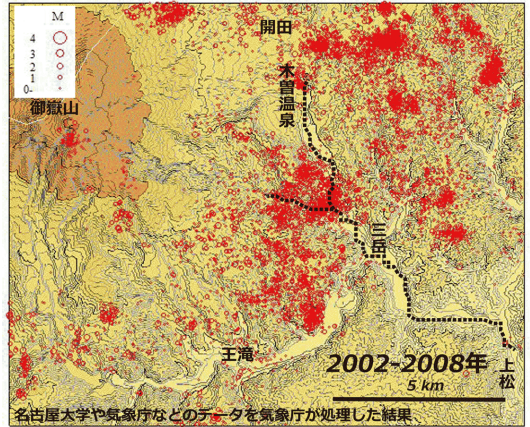 M
4
3
2
1
0-
開田
木曽温泉
御嶽山
三岳
王滝
2002-2008年
5 km
上松
名古屋大学や気象庁などのデータを気象庁が処理した結果